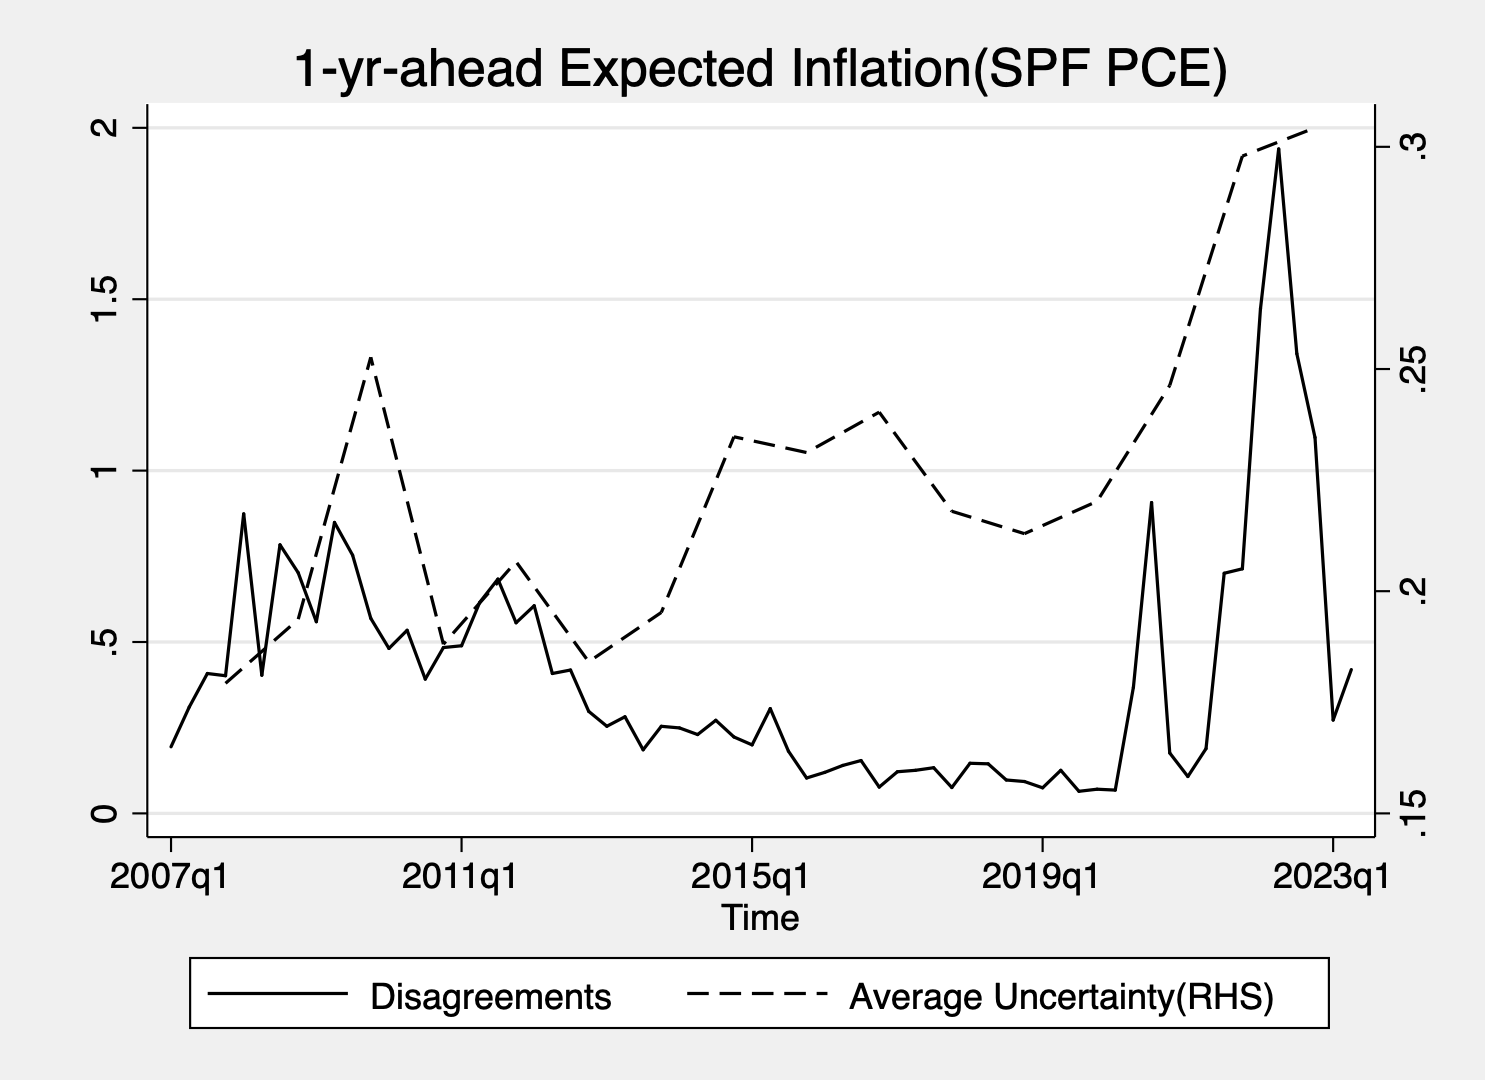 1-yr-ahead Expected Inflation(SPF PCE)
2
1.5
1
.5
0
.3
.25
.2
.15
2007q1 2011q1 2015q1 2019q1 2023q1
Time
Disagreements Average Uncertainty(RHS)